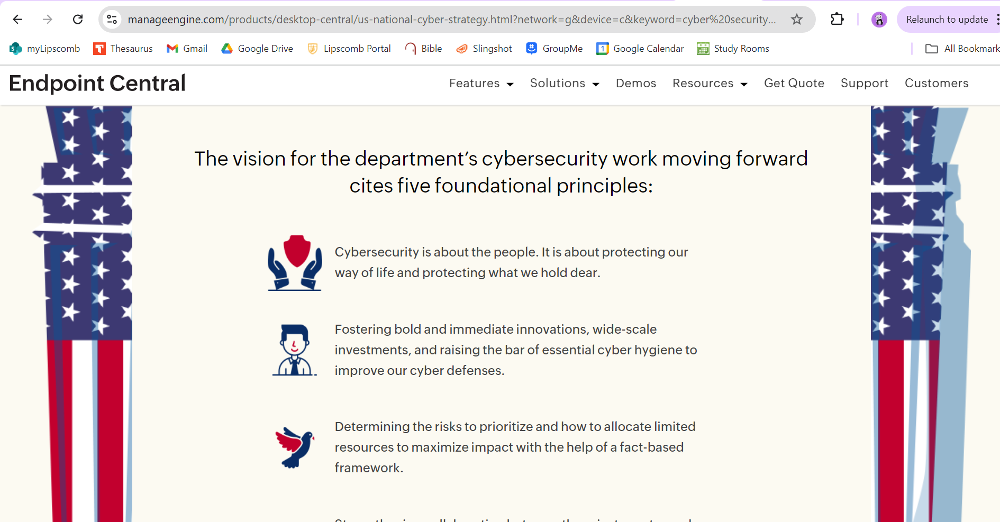 manageengine.com/products/desktop-central/us-national-cyber-strategy.html?network=g&device=c&keyword=cyber%20security...
Relaunch to update
myLipscomb Thesaurus Gmail Google Drive Lipscomb Portal Bible Slingshot GroupMe 1 Google Calendar Study Rooms All Bookmark
Endpoint Central Features Solutions Demos Resources Get Quote Support Customers
The vision for the department’s cybersecurity work moving forward
cites five foundational principles:
Cybersecurity is about the people. It is about protecting our
way of life and protecting what we hold dear.
Fostering bold and immediate innovations, wide-scale
investments, and raising the bar of essential cyber hygiene to
improve our cyber defenses.
Determining the risks to prioritize and how to allocate limited
resources to maximize impact with the help of a fact-based
framework.